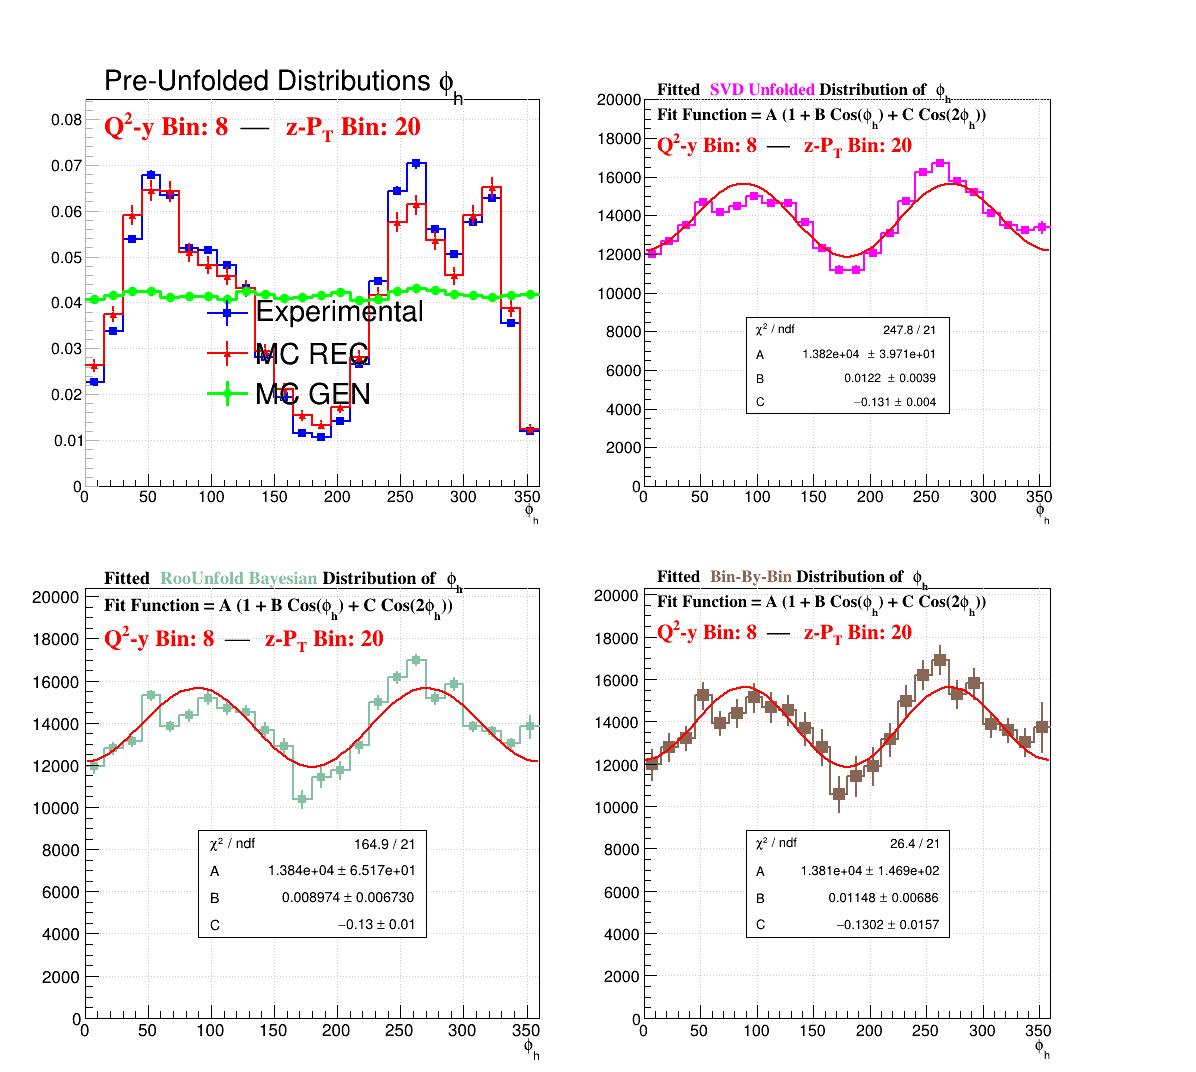 Pre-Unfolded Distributions ϕh
Q²-y Bin: 8 — z-PT Bin: 20
0.08
0.07
0.06
0.05
0.04
0.03
0.02
0.01
0
Experimental
MC REC
MC GEN
0 50 100 150 200 250 300 350
ϕh
Fitted SVD Unfolded Distribution of ϕh
Fit Function = A (1 + B Cos(ϕh) + C Cos(2ϕh))
Q²-y Bin: 8 — z-PT Bin: 20
20000
18000
16000
14000
12000
10000
8000
6000
4000
2000
0
χ² / ndf 247.8 / 21
A 1.382e+04 ± 3.971e+01
B 0.0122 ± 0.0039
C −0.131 ± 0.004
0 50 100 150 200 250 300 350
ϕh
Fitted RooUnfold Bayesian Distribution of ϕh
Fit Function = A (1 + B Cos(ϕh) + C Cos(2ϕh))
Q²-y Bin: 8 — z-PT Bin: 20
20000
18000
16000
14000
12000
10000
8000
6000
4000
2000
0
χ² / ndf 164.9 / 21
A 1.384e+04 ± 6.517e+01
B 0.008974 ± 0.006730
C −0.13 ± 0.01
0 50 100 150 200 250 300 350
ϕh
Fitted Bin-By-Bin Distribution of ϕh
Fit Function = A (1 + B Cos(ϕh) + C Cos(2ϕh))
Q²-y Bin: 8 — z-PT Bin: 20
20000
18000
16000
14000
12000
10000
8000
6000
4000
2000
0
χ² / ndf 26.4 / 21
A 1.381e+04 ± 1.469e+02
B 0.01148 ± 0.00686
C −0.1302 ± 0.0157
0 50 100 150 200 250 300 350
ϕh